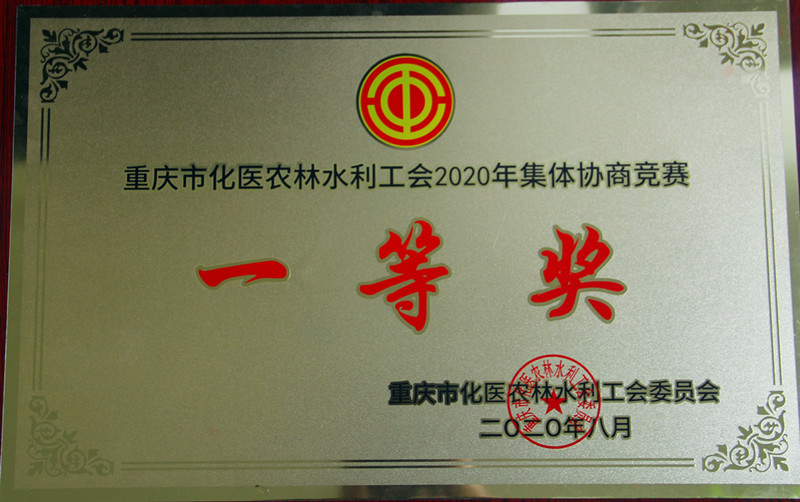 重庆市化医农林水利工会2020年集体协商竞赛
一等奖
重庆市化医农林水利工会委员会
二〇二〇年八月